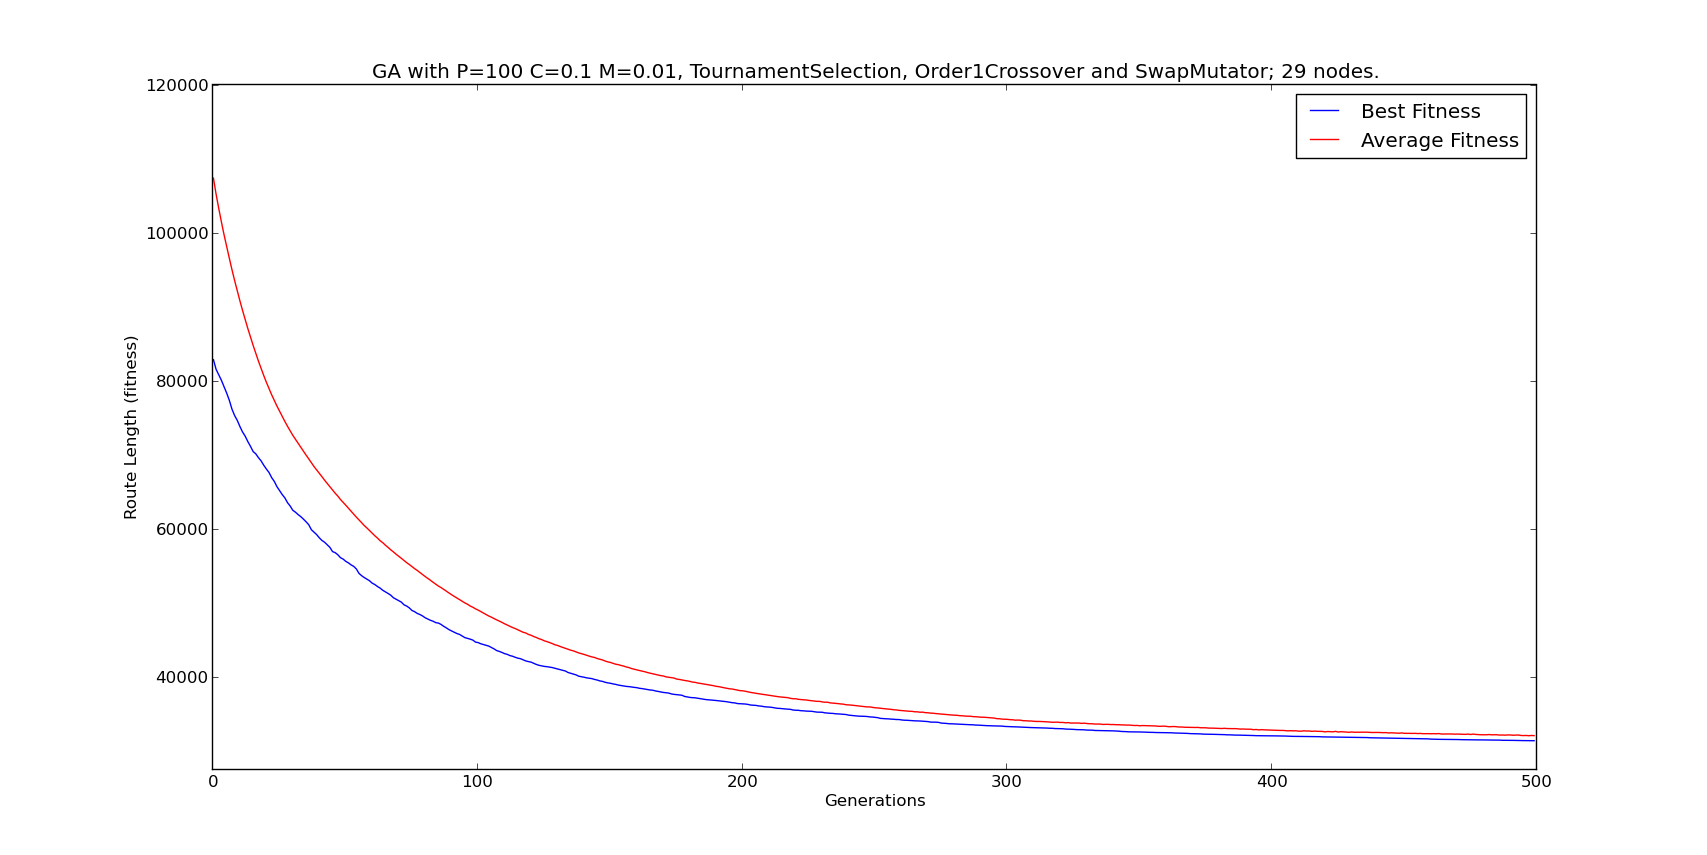 GA with P=100 C=0.1 M=0.01, TournamentSelection, Order1Crossover and SwapMutator; 29 nodes.
120000
100000
80000
60000
40000
Route Length (fitness)
Best Fitness
Average Fitness
0 100 200 300 400 500
Generations